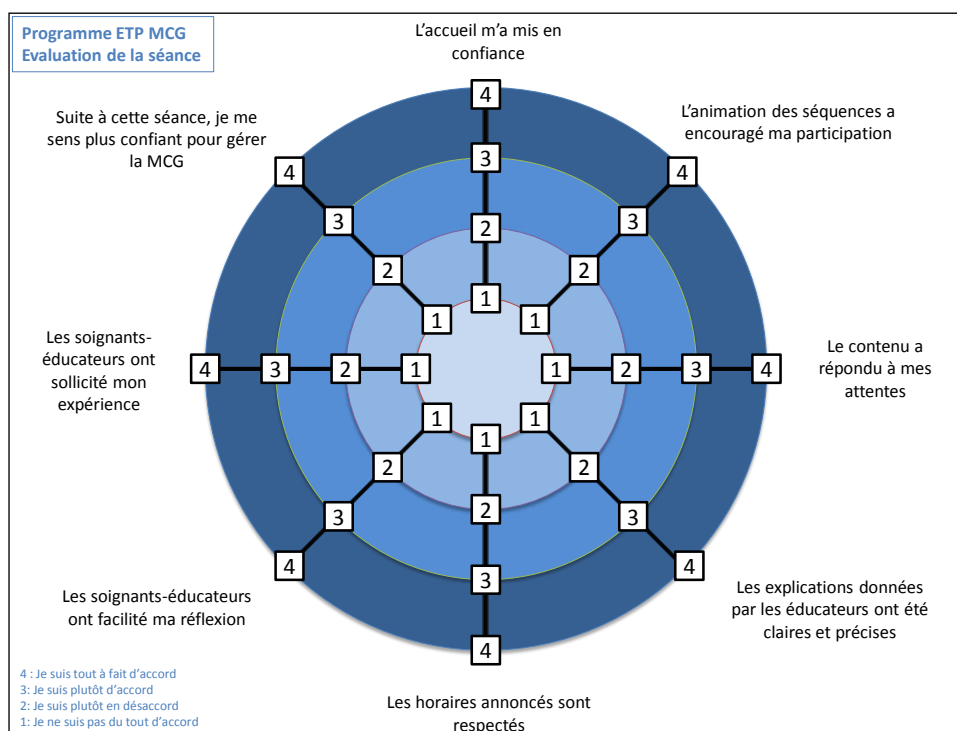 Programme ETP MCG
Evaluation de la séance
L'accueil m'a mis en
confiance
L'animation des séquences a
encouragé ma participation
Le contenu a
répondu à mes
attentes
Les explications données
par les éducateurs ont été
claires et précises
Les horaires annoncés sont
respectés
Les soignants-éducateurs
ont facilité ma réflexion
Les soignants-
éducateurs ont
sollicité mon
expérience
Suite à cette séance, je me
sens plus confiant pour gérer
la MCG
4
3
2
1
4
3
2
1
1 2 3 4
1
2
3
4
1
2
3
4
1
2
3
4
4 3 2 1
4
3
2
1
4 : Je suis tout à fait d'accord
3: Je suis plutôt d'accord
2: Je suis plutôt en désaccord
1: Je ne suis pas du tout d'accord